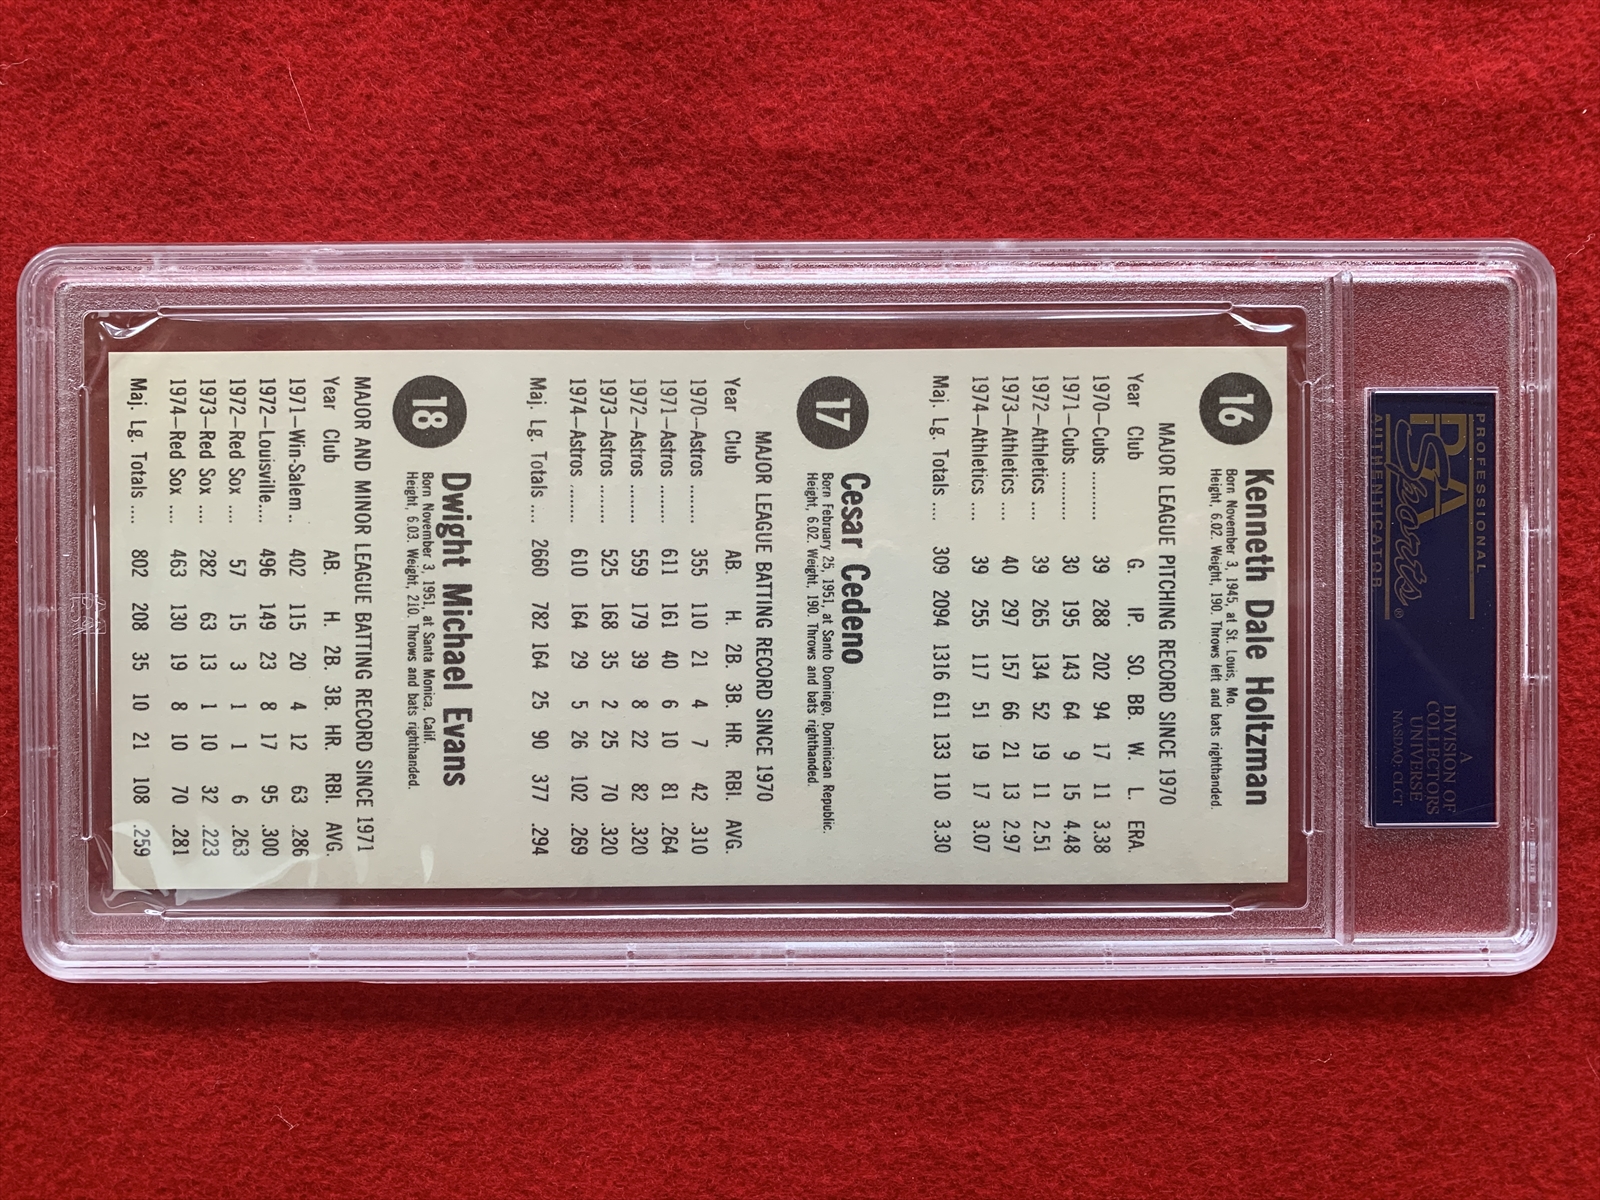 PROFESSIONAL
PSA
Sports®
AUTHENTICATOR
A
DIVISION OF
COLLECTORS
UNIVERSE
NASDAQ: CLCT
16 Kenneth Dale Holtzman
Born November 3, 1945, at St. Louis, Mo.
Height, 6.02. Weight, 190. Throws left and bats righthanded.
MAJOR LEAGUE PITCHING RECORD SINCE 1970
Year Club G. IP. SO. BB. W. L. ERA.
1970—Cubs .......... 39 288 202 94 17 11 3.38
1971—Cubs .......... 30 195 143 64 9 15 4.48
1972—Athletics .... 39 265 134 52 19 11 2.51
1973—Athletics .... 40 297 157 66 21 13 2.97
1974—Athletics .... 39 255 117 51 19 17 3.07
Maj. Lg. Totals .... 309 2094 1316 611 133 110 3.30
17 Cesar Cedeno
Born February 25, 1951, at Santo Domingo, Dominican Republic.
Height, 6.02. Weight, 190. Throws and bats righthanded.
MAJOR LEAGUE BATTING RECORD SINCE 1970
Year Club AB. H. 2B. 3B. HR. RBI. AVG.
1970—Astros ........ 355 110 21 4 7 42 .310
1971—Astros ........ 611 161 40 6 10 81 .264
1972—Astros ........ 559 179 39 8 22 82 .320
1973—Astros ........ 525 168 35 2 25 70 .320
1974—Astros ........ 610 164 29 5 26 102 .269
Maj. Lg. Totals .... 2660 782 164 25 90 377 .294
18 Dwight Michael Evans
Born November 3, 1951, at Santa Monica, Calif.
Height, 6.03. Weight, 210. Throws and bats righthanded.
MAJOR AND MINOR LEAGUE BATTING RECORD SINCE 1971
Year Club AB. H. 2B. 3B. HR. RBI. AVG.
1971—Win-Salem .. 402 115 20 4 12 63 .286
1972—Louisville.... 496 149 23 8 17 95 .300
1972—Red Sox .... 57 15 3 1 1 6 .263
1973—Red Sox .... 282 63 13 1 10 32 .223
1974—Red Sox .... 463 130 19 8 10 70 .281
Maj. Lg. Totals .... 802 208 35 10 21 108 .259